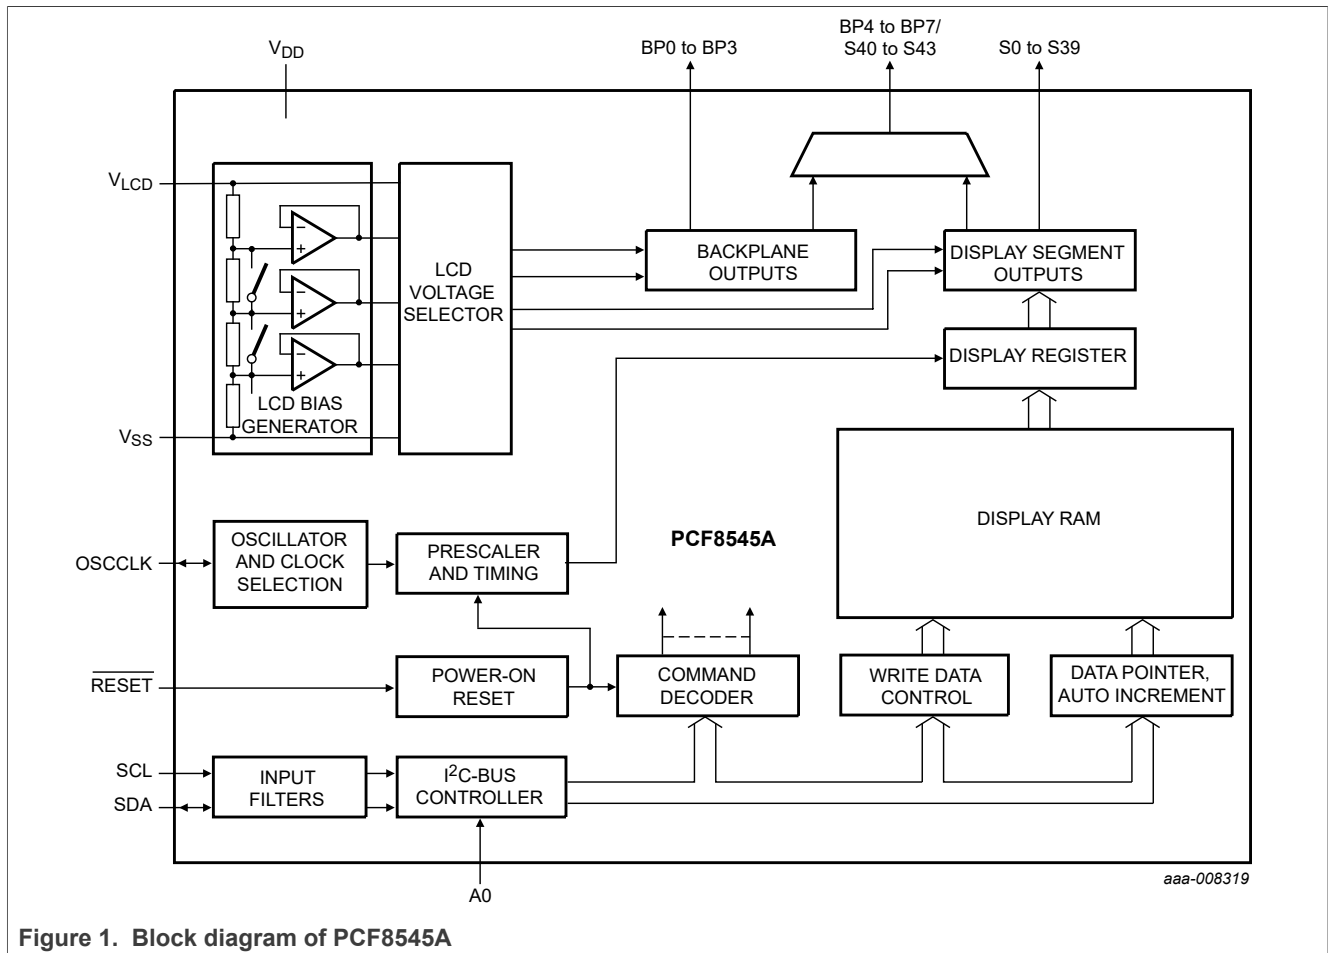 BP4 to BP7/
S40 to S43
BP0 to BP3
S0 to S39
VDD
VLCD
VSS
−
+
−
+
−
+
LCD BIAS
GENERATOR
LCD
VOLTAGE
SELECTOR
BACKPLANE
OUTPUTS
DISPLAY SEGMENT
OUTPUTS
DISPLAY REGISTER
DISPLAY RAM
PCF8545A
OSCCLK
OSCILLATOR
AND CLOCK
SELECTION
PRESCALER
AND TIMING
RESET
POWER-ON
RESET
COMMAND
DECODER
WRITE DATA
CONTROL
DATA POINTER,
AUTO INCREMENT
SCL
SDA
INPUT
FILTERS
I²C-BUS
CONTROLLER
A0
aaa-008319
Figure 1. Block diagram of PCF8545A